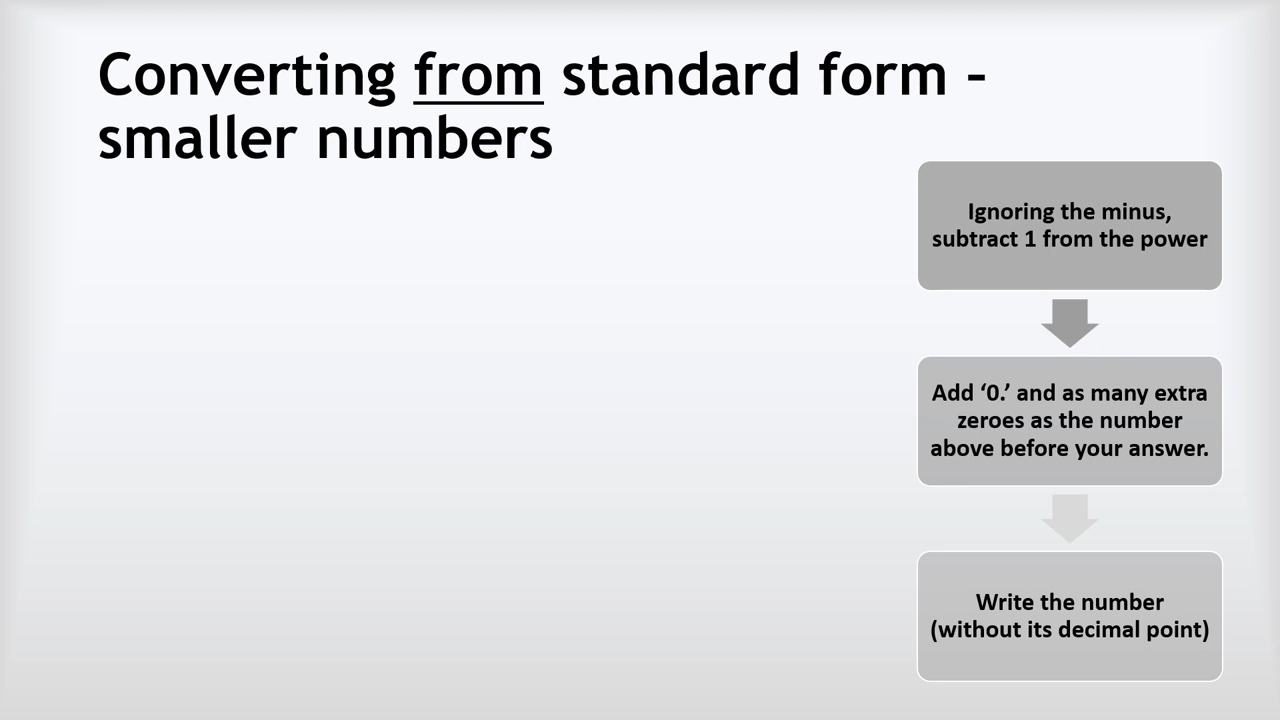 Converting from standard form –
smaller numbers
Ignoring the minus,
subtract 1 from the power
Add ‘0.’ and as many extra
zeroes as the number
above before your answer.
Write the number
(without its decimal point)